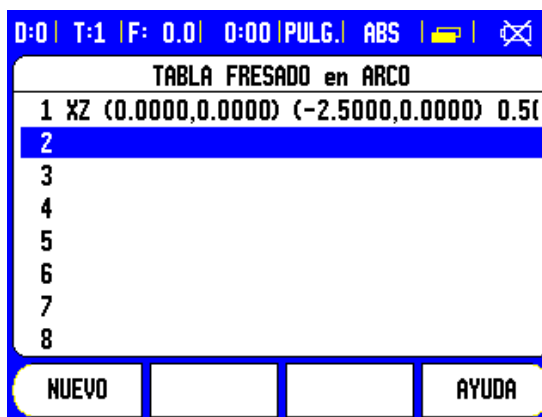 D:0 | T:1 | F: 0.0 | 0:00 | PULG. | ABS
TABLA FRESADO en ARCO
1 XZ (0.0000,0.0000) (-2.5000,0.0000) 0.5(
2
3
4
5
6
7
8
NUEVO AYUDA